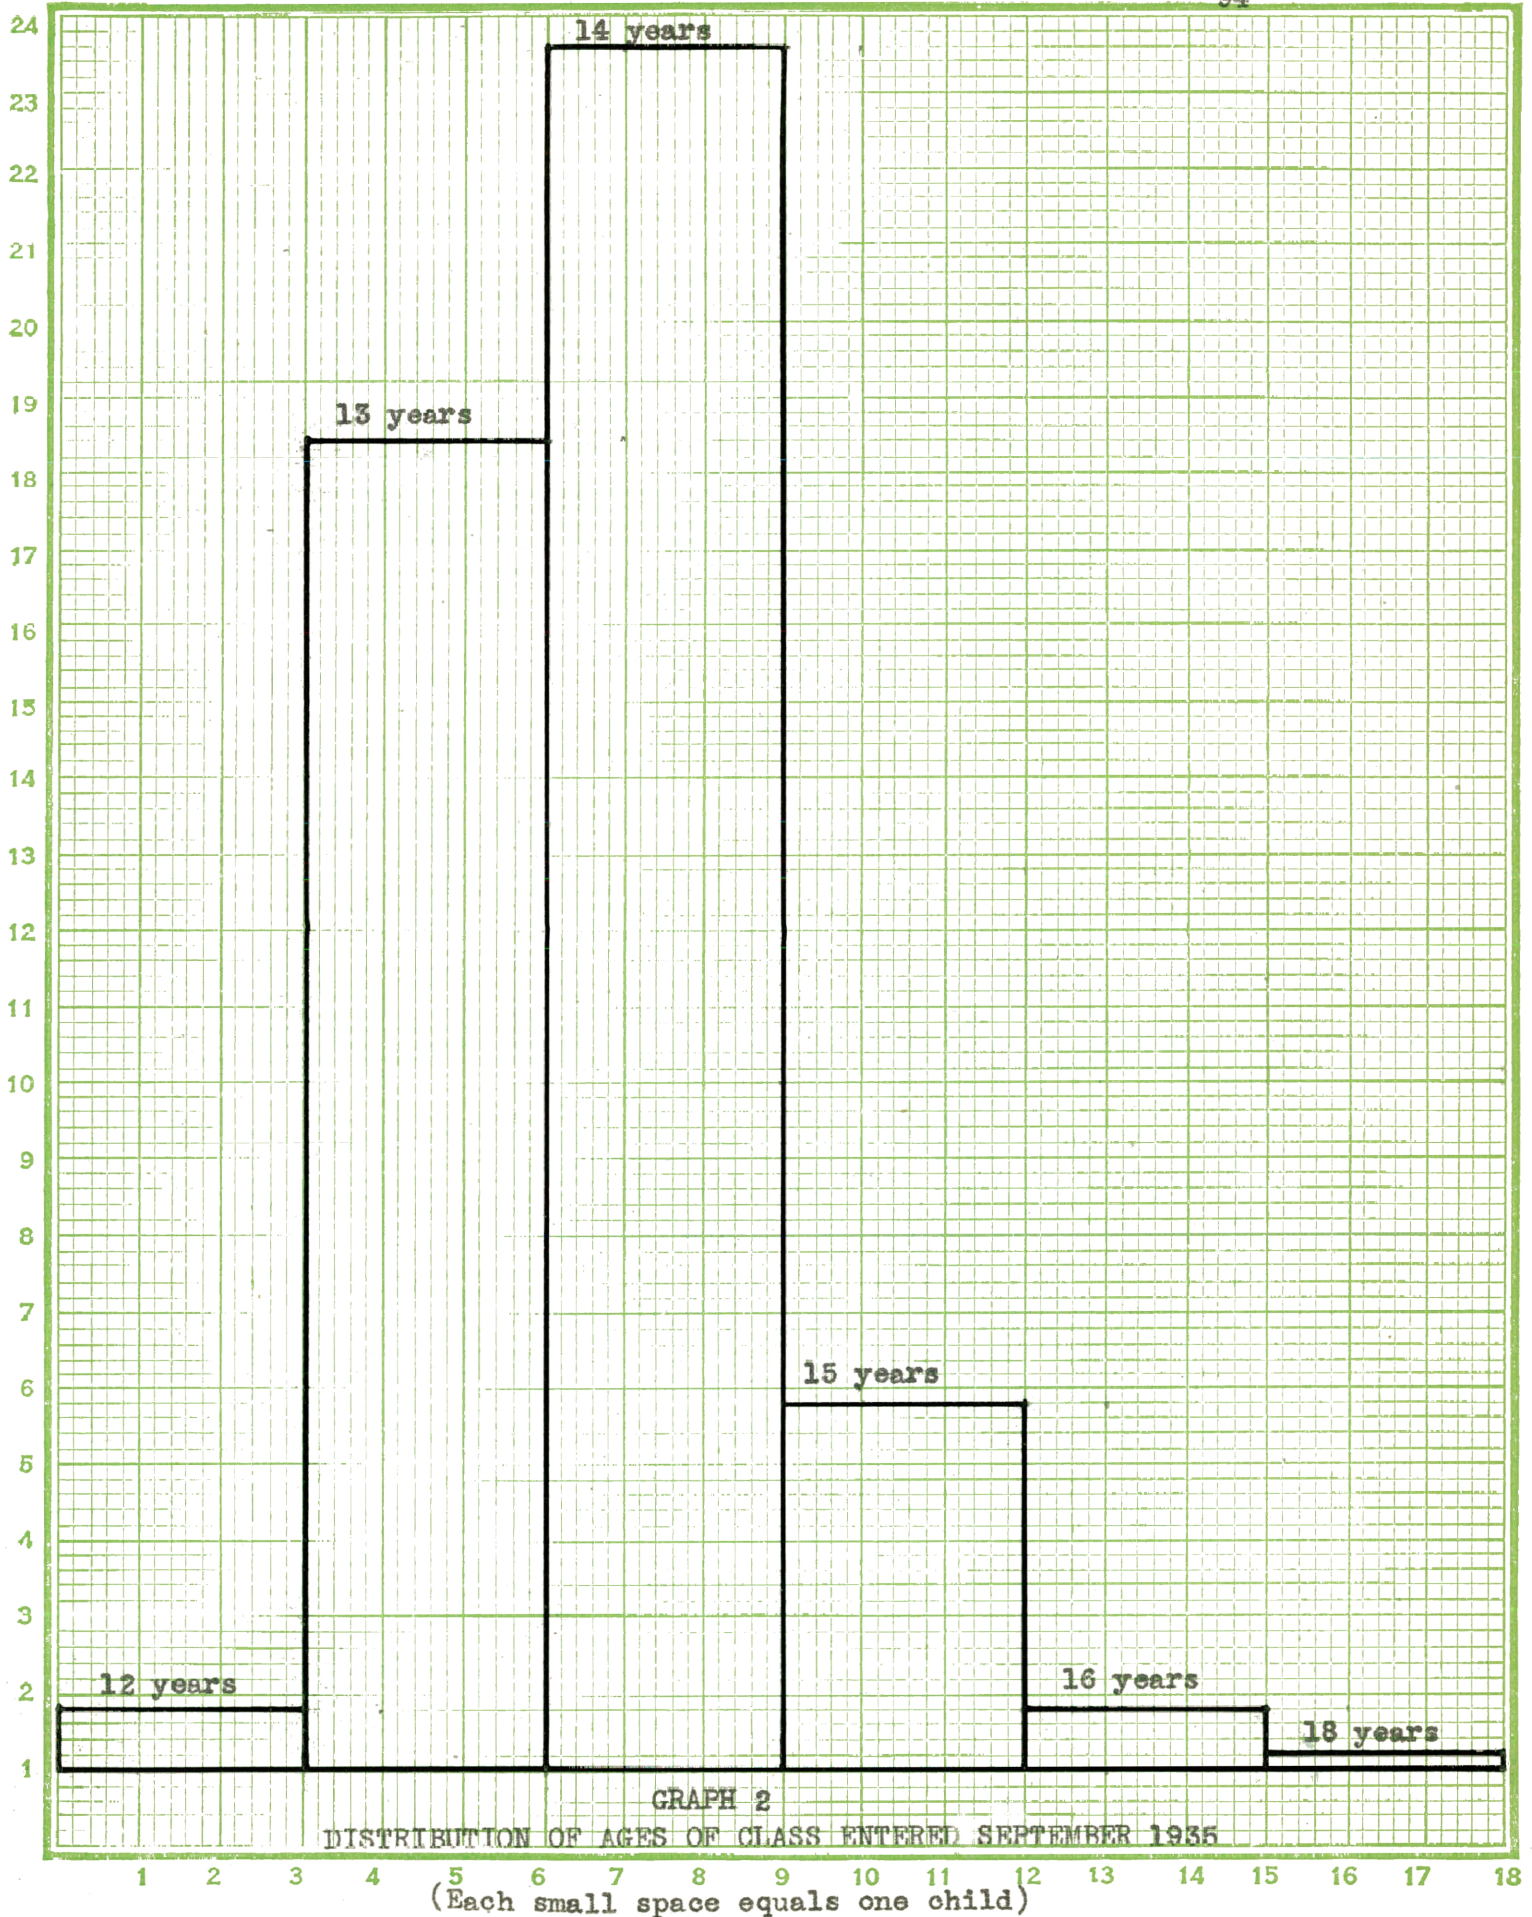 24
14 years
23
22
21
20
19
13 years
18
17
16
15
14
13
12
11
10
9
8
7
15 years
6
5
4
3
12 years
16 years
2
18 years
1
GRAPH 2
DISTRIBUTION OF AGES OF CLASS ENTERED SEPTEMBER 1935
1 2 3 4 5 6 7 8 9 10 11 12 13 14 15 16 17 18
(Each small space equals one child)